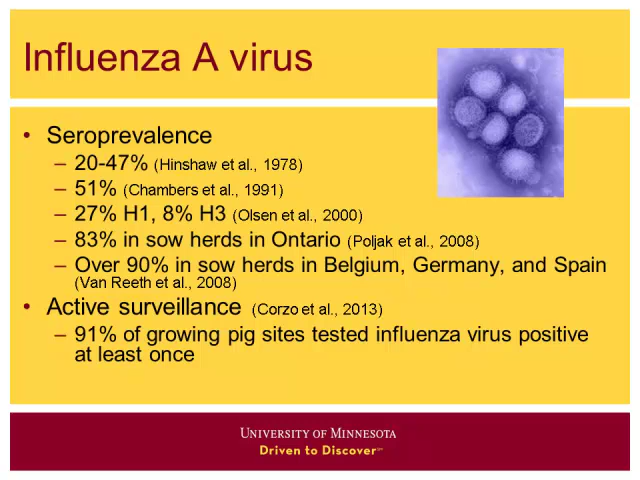 Influenza A virus
• Seroprevalence
– 20-47% (Hinshaw et al., 1978)
– 51% (Chambers et al., 1991)
– 27% H1, 8% H3 (Olsen et al., 2000)
– 83% in sow herds in Ontario (Poljak et al., 2008)
– Over 90% in sow herds in Belgium, Germany, and Spain
(Van Reeth et al., 2008)
• Active surveillance (Corzo et al., 2013)
– 91% of growing pig sites tested influenza virus positive
at least once
UNIVERSITY OF MINNESOTA
Driven to Discover